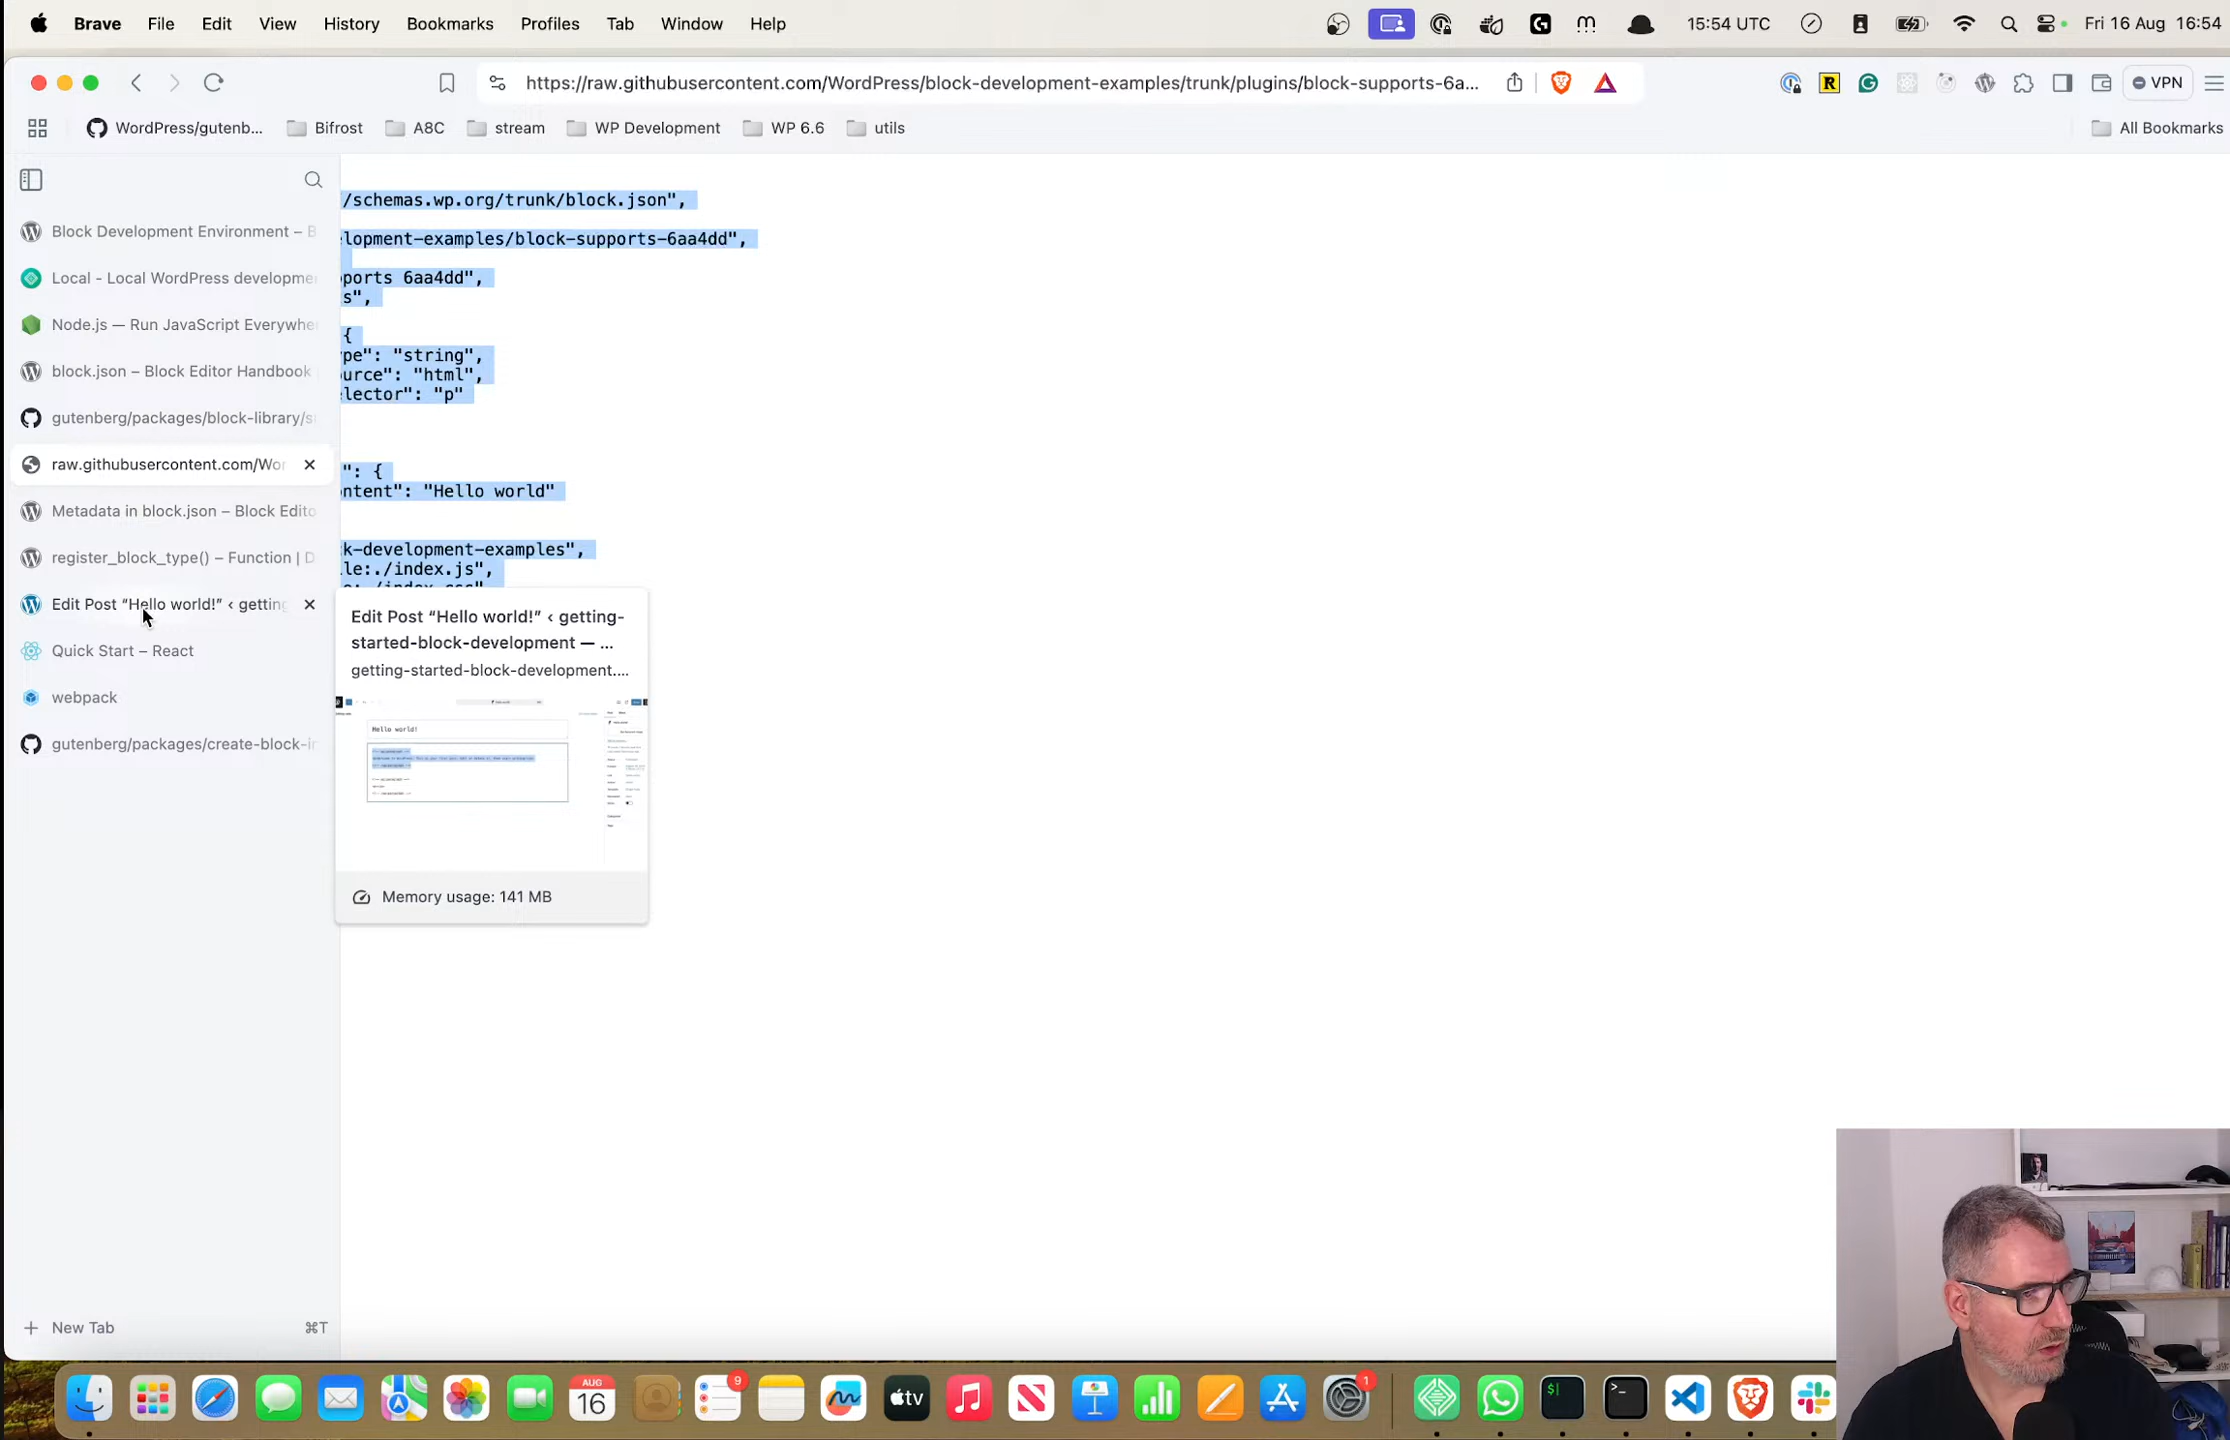 Brave File Edit View History Bookmarks Profiles Tab Window Help 15:54 UTC Fri 16 Aug 16:54
https://raw.githubusercontent.com/WordPress/block-development-examples/trunk/plugins/block-supports-6a... VPN
WordPress/gutenb... Bifrost A8C stream WP Development WP 6.6 utils All Bookmarks
Block Development Environment – B
Local - Local WordPress developme
Node.js — Run JavaScript Everywhe
block.json – Block Editor Handbook
gutenberg/packages/block-library/s
raw.githubusercontent.com/Wor
Metadata in block.json – Block Edito
register_block_type() – Function | D
Edit Post “Hello world!” ‹ getting
Quick Start – React
webpack
gutenberg/packages/create-block-in
New Tab ⌘T
/schemas.wp.org/trunk/block.json",
lopment-examples/block-supports-6aa4dd",
ports 6aa4dd",
s",
{
pe": "string",
urce": "html",
lector": "p"
": {
ntent": "Hello world"
k-development-examples",
le:./index.js",
Edit Post “Hello world!” ‹ getting-
started-block-development — ...
getting-started-block-development....
Hello world!
Memory usage: 141 MB
AUG
16
9
tv
1